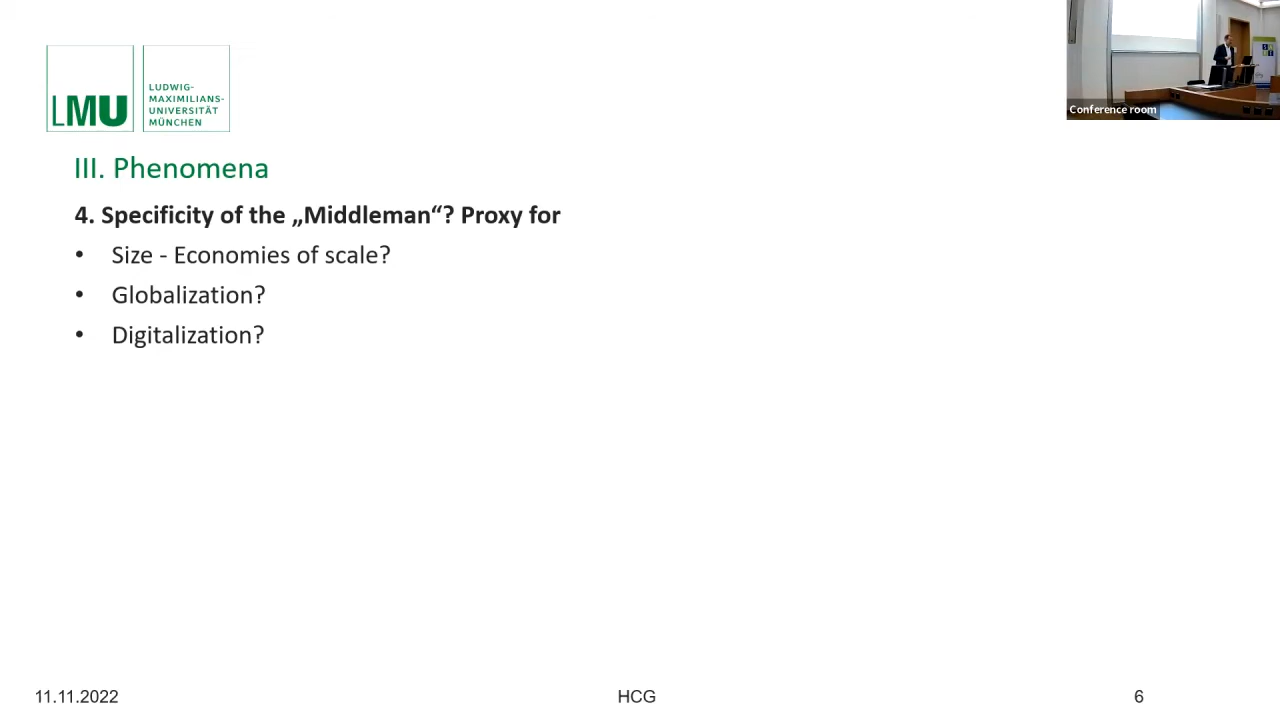 LMU
LUDWIG-
MAXIMILIANS-
UNIVERSITÄT
MÜNCHEN
Conference room
III. Phenomena
4. Specificity of the „Middleman“? Proxy for
• Size - Economies of scale?
• Globalization?
• Digitalization?
11.11.2022
HCG
6